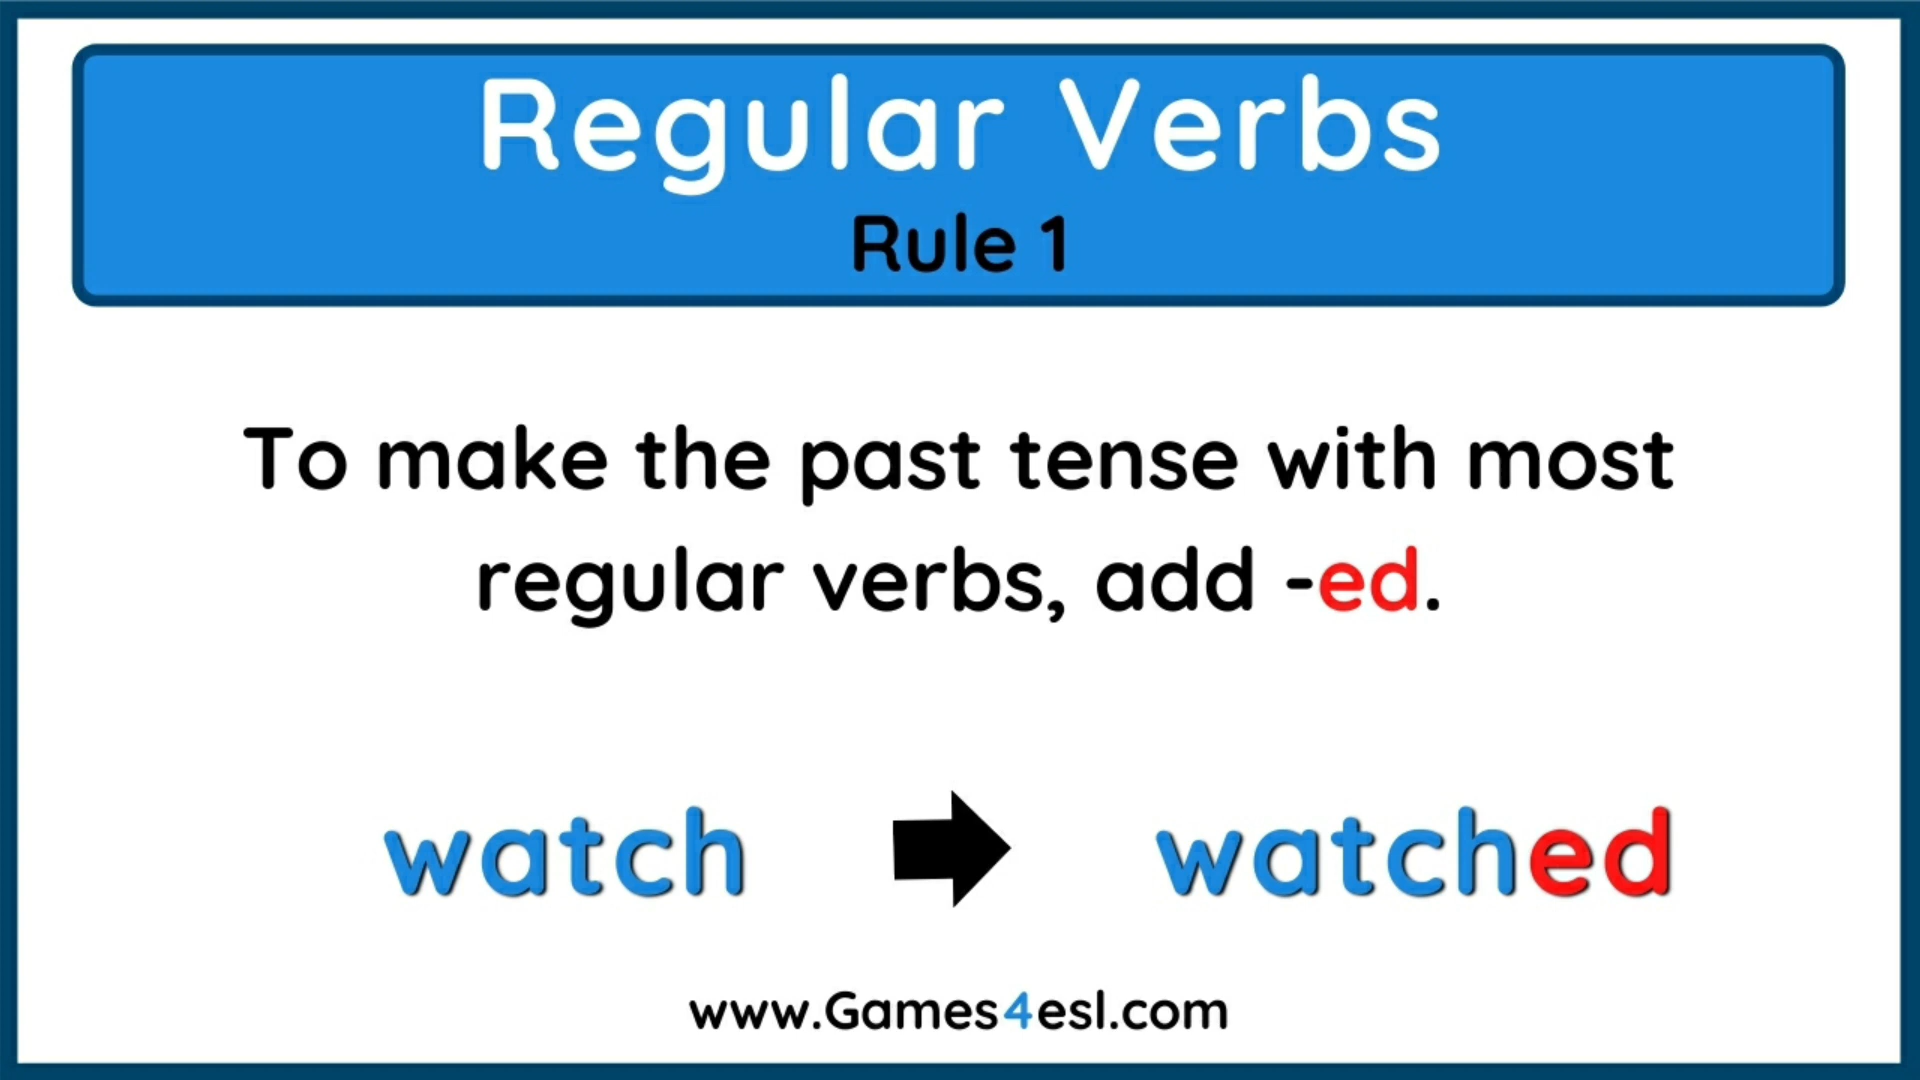 Regular Verbs
Rule 1
To make the past tense with most
regular verbs, add -ed.
watch watched
www.Games4esl.com